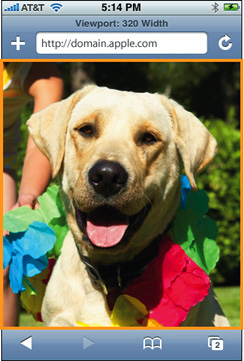 AT&T 5:14 PM
Viewport: 320 Width
http://domain.apple.com
2